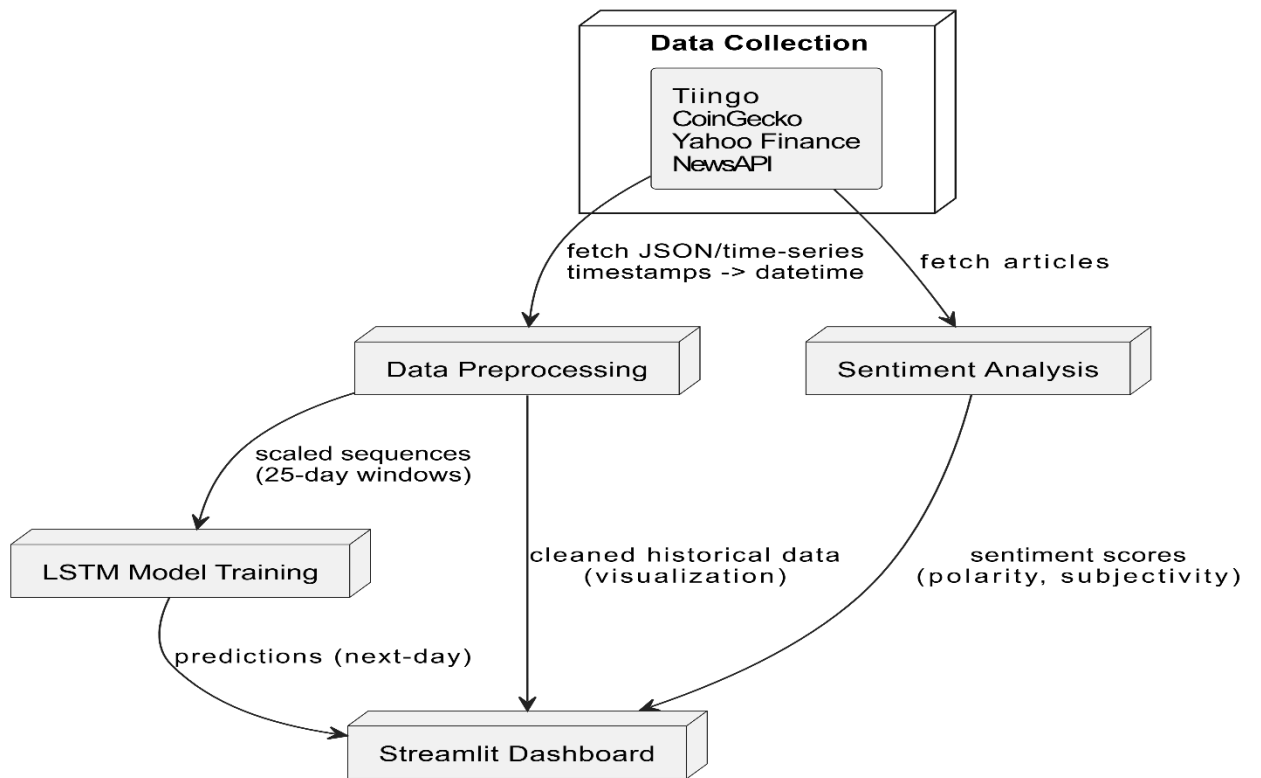 Data Collection
Tiingo
CoinGecko
Yahoo Finance
NewsAPI
fetch JSON/time-series
timestamps -> datetime
fetch articles
Data Preprocessing
Sentiment Analysis
scaled sequences
(25-day windows)
LSTM Model Training
cleaned historical data
(visualization)
sentiment scores
(polarity, subjectivity)
predictions (next-day)
Streamlit Dashboard